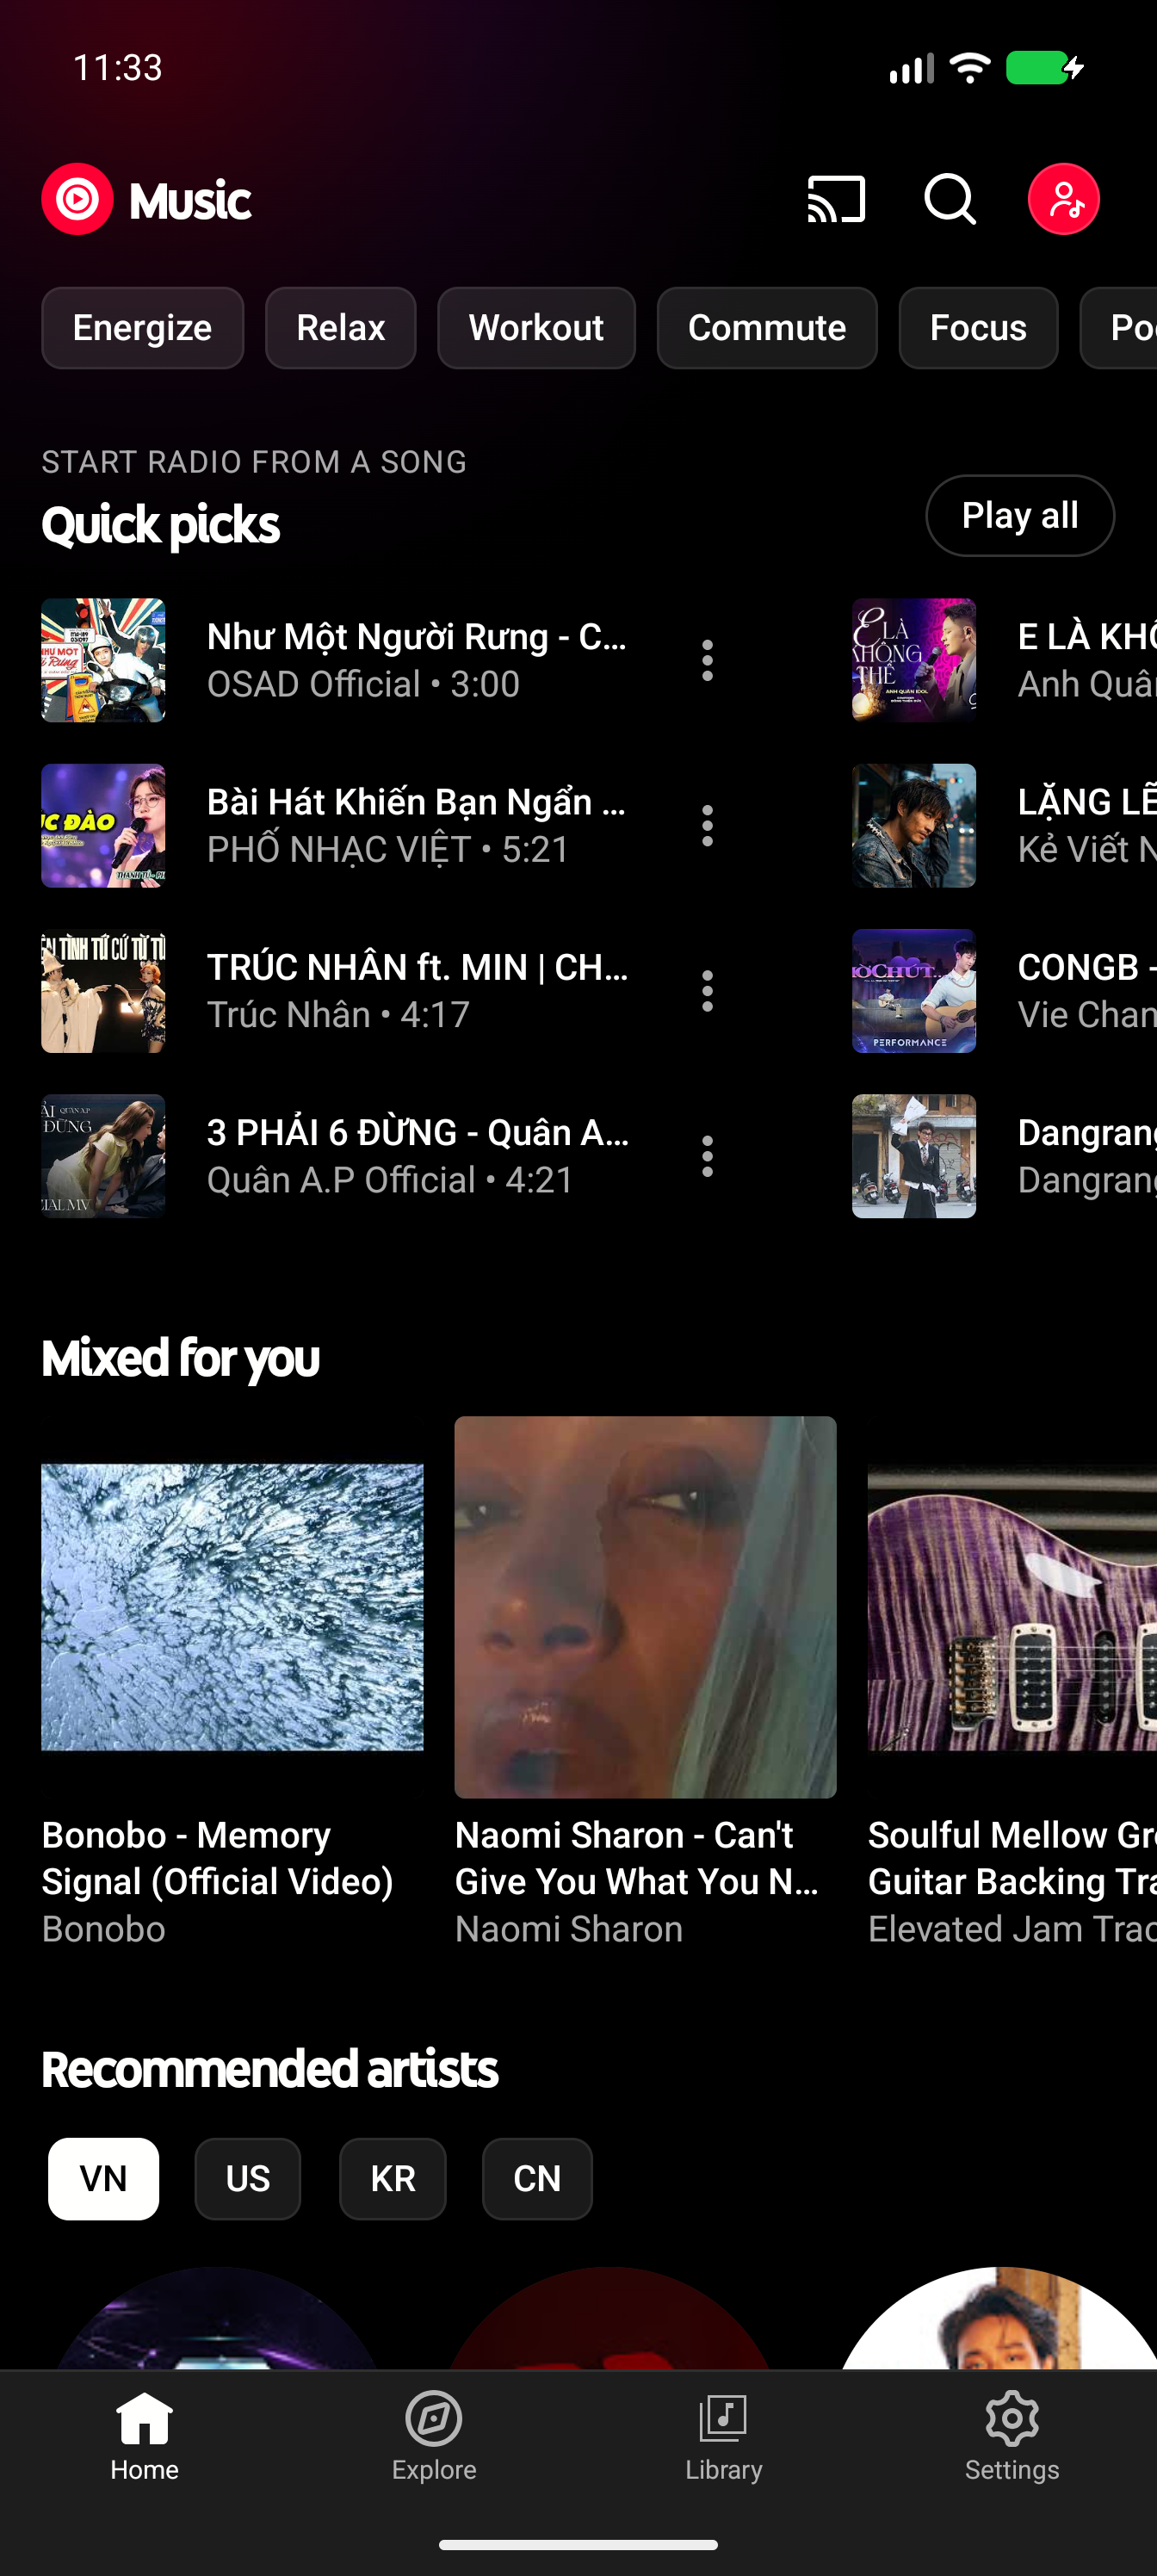 11:33
Music
Energize
Relax
Workout
Commute
Focus
START RADIO FROM A SONG
Quick picks
Play all
Như Một Người Rưng - C...
OSAD Official • 3:00
E LÀ KHÔ
Anh Quân
Bài Hát Khiến Bạn Ngẩn ...
PHỐ NHẠC VIỆT • 5:21
LẶNG LẼ
Kẻ Viết N
TRÚC NHÂN ft. MIN | CH...
Trúc Nhân • 4:17
PERFORMANCE
CONGB -
Vie Chan
3 PHẢI 6 ĐỪNG - Quân A...
Quân A.P Official • 4:21
Dangrang
Dangrang
Mixed for you
Bonobo - Memory
Signal (Official Video)
Bonobo
Naomi Sharon - Can't
Give You What You N...
Naomi Sharon
Soulful Mellow Gr
Guitar Backing Tra
Elevated Jam Trac
Recommended artists
VN
US
KR
CN
Home
Explore
Library
Settings